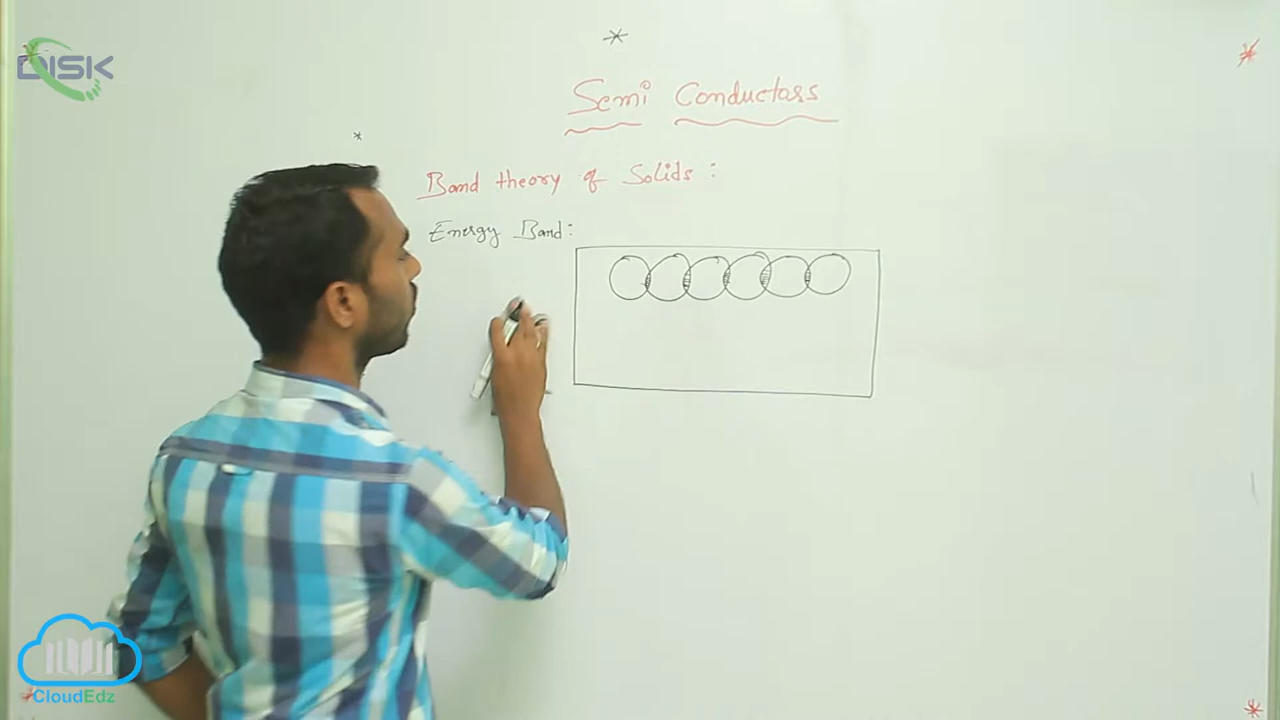 DISK
Semi Conductors
Band theory of Solids :
Energy Band:
CloudEdz